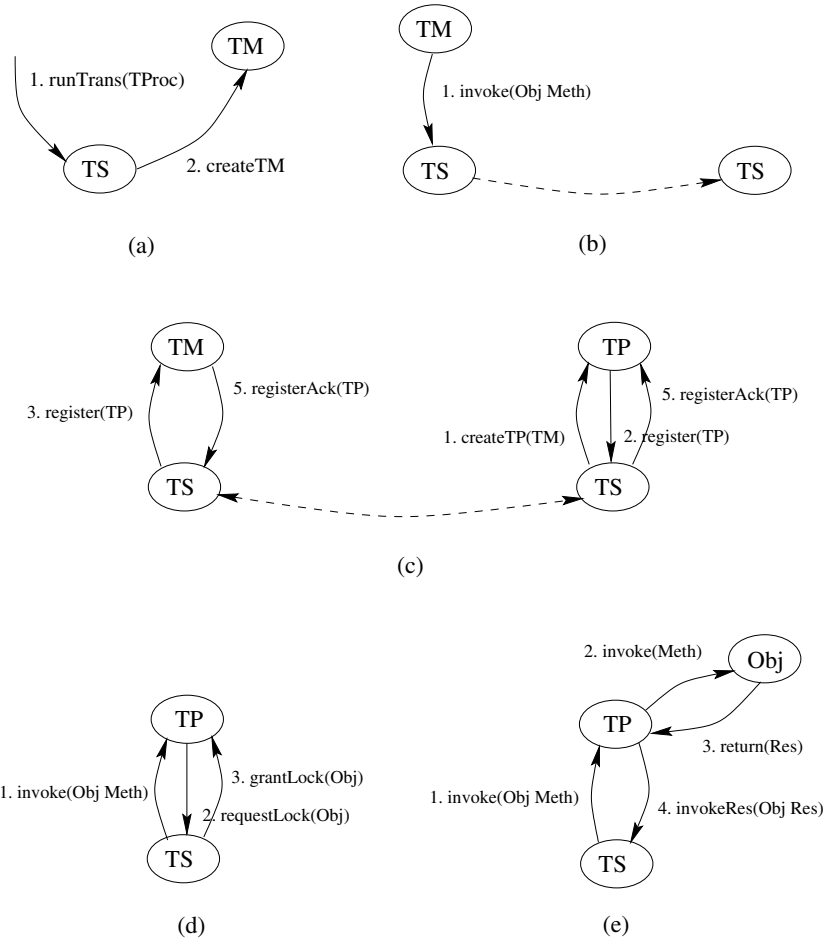 TM
1. runTrans(TProc)
TS
2. createTM
(a)
TM
1. invoke(Obj Meth)
TS
TS
(b)
TM
3. register(TP)
5. registerAck(TP)
TS
TP
1. createTP(TM)
2. register(TP)
5. registerAck(TP)
TS
(c)
TP
1. invoke(Obj Meth)
3. grantLock(Obj)
2. requestLock(Obj)
TS
(d)
2. invoke(Meth)
Obj
TP
3. return(Res)
1. invoke(Obj Meth)
4. invokeRes(Obj Res)
TS
(e)